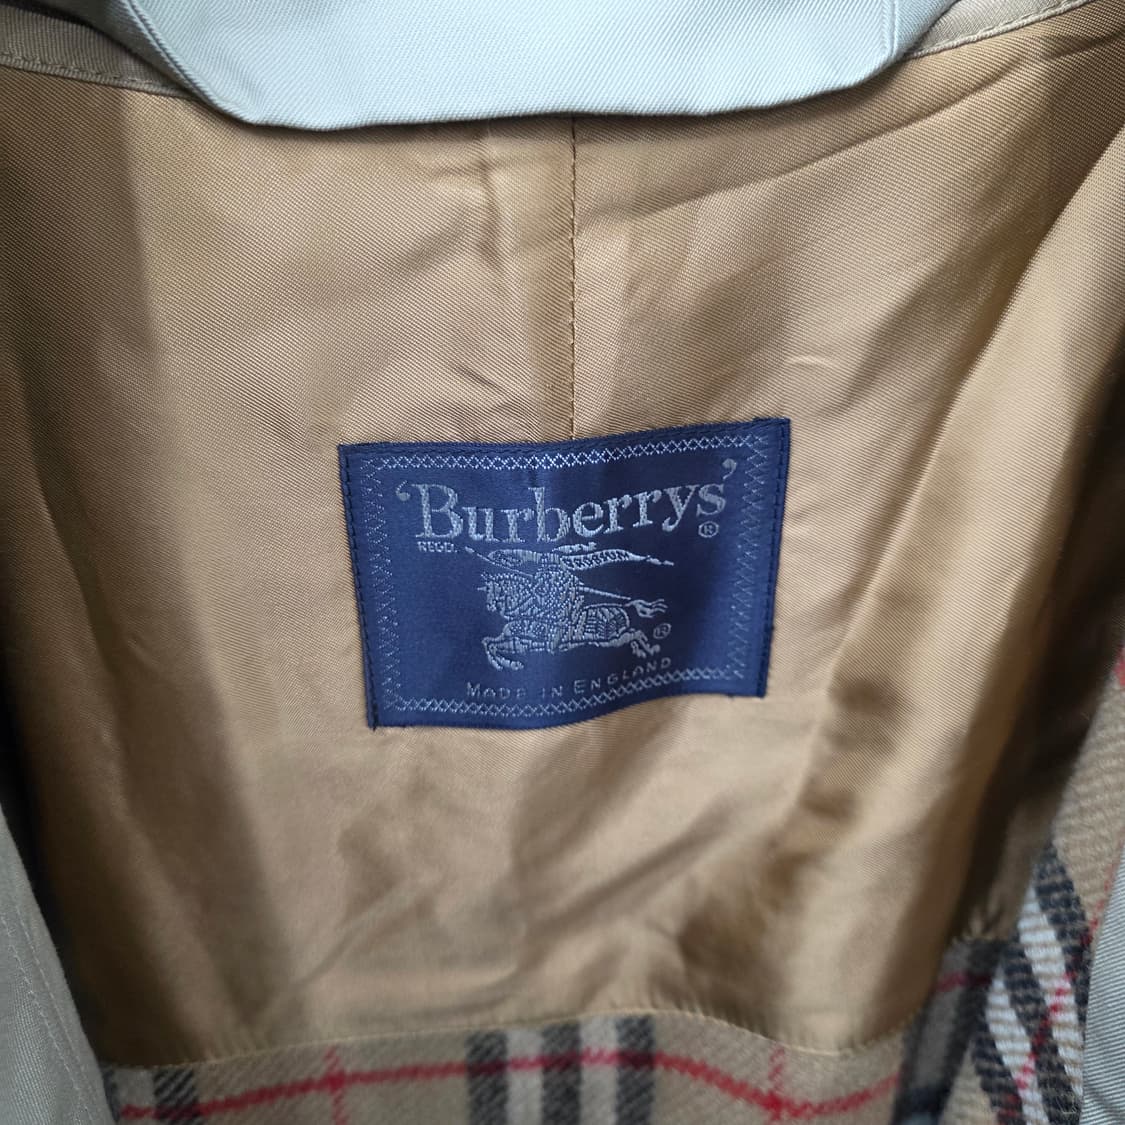 ‘Burberrys’®
REGD.
®
MADE IN ENGLAND